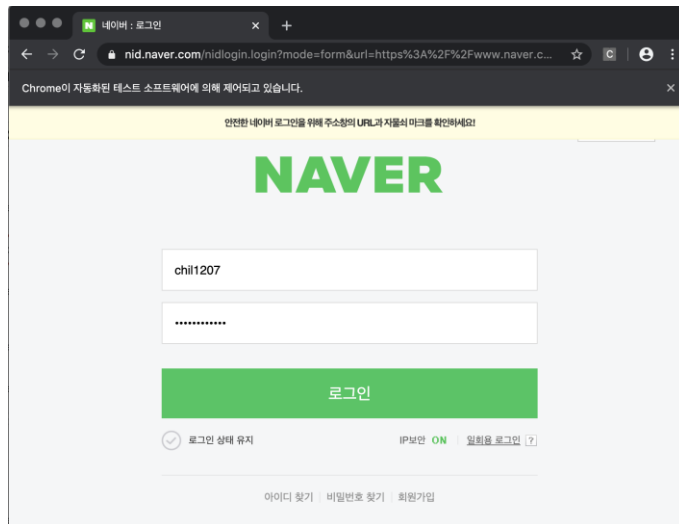 네이버 : 로그인
nid.naver.com/nidlogin.login?mode=form&url=https%3A%2F%2Fwww.naver.c...
C
Chrome이 자동화된 테스트 소프트웨어에 의해 제어되고 있습니다.
안전한 네이버 로그인을 위해 주소창의 URL과 자물쇠 마크를 확인하세요!
NAVER
chil1207
••••••••••••
로그인
로그인 상태 유지 IP보안 ON 일회용 로그인 ?
아이디 찾기 비밀번호 찾기 회원가입